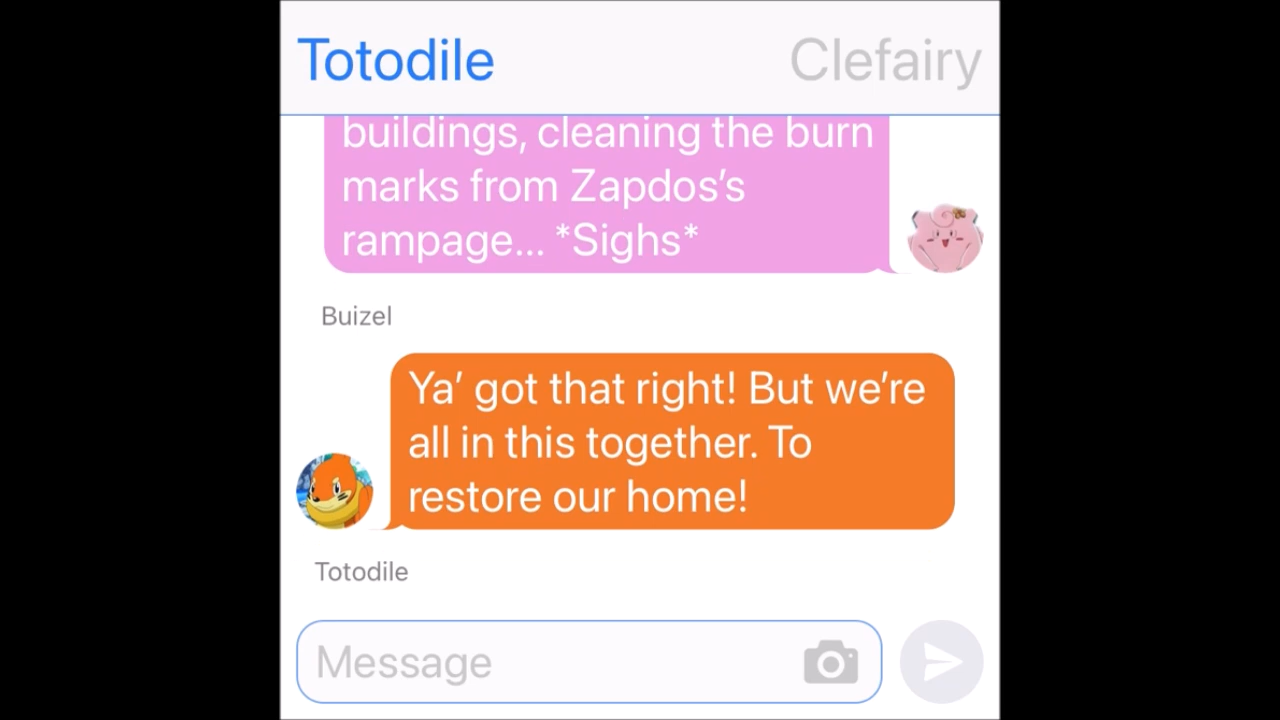 Totodile
Clefairy
buildings, cleaning the burn
marks from Zapdos’s
rampage... *Sighs*
Buizel
Ya’ got that right! But we’re
all in this together. To
restore our home!
Totodile
Message